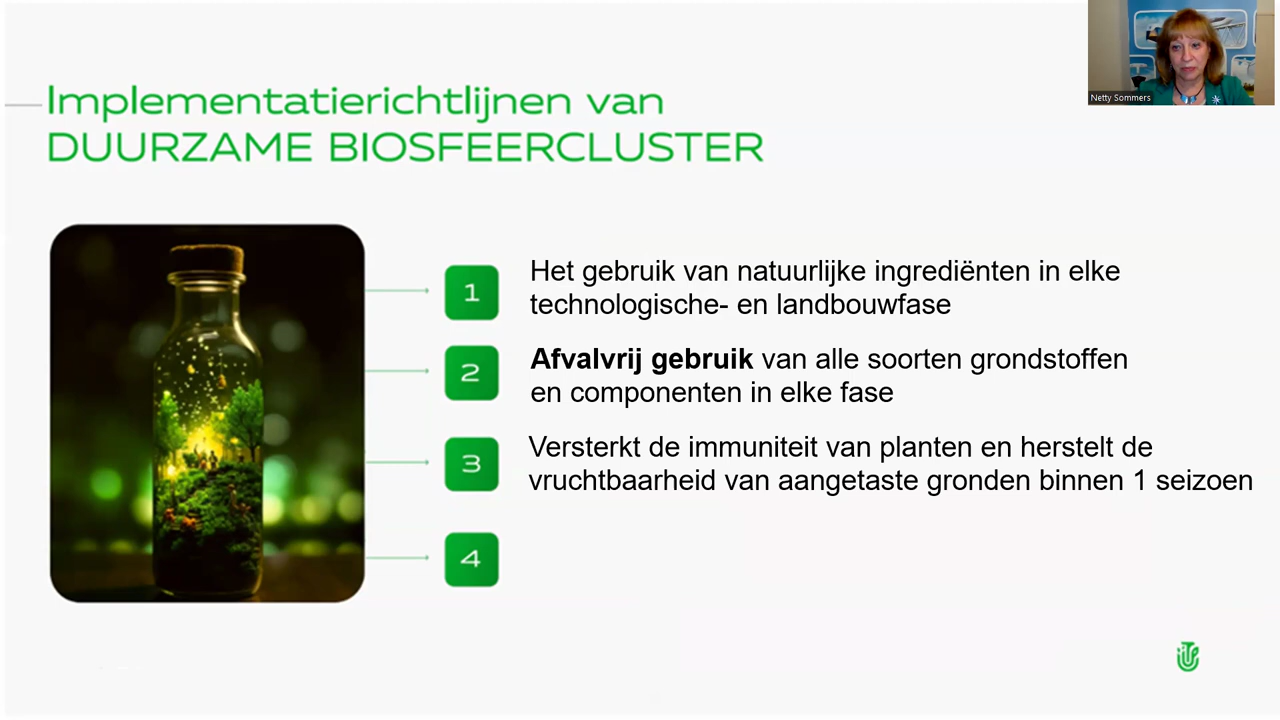 Implementatierichtlijnen van
DUURZAME BIOSFEERCLUSTER
Netty Sommers
1
Het gebruik van natuurlijke ingrediënten in elke
technologische- en landbouwfase
2
Afvalvrij gebruik van alle soorten grondstoffen
en componenten in elke fase
3
Versterkt de immuniteit van planten en herstelt de
vruchtbaarheid van aangetaste gronden binnen 1 seizoen
4